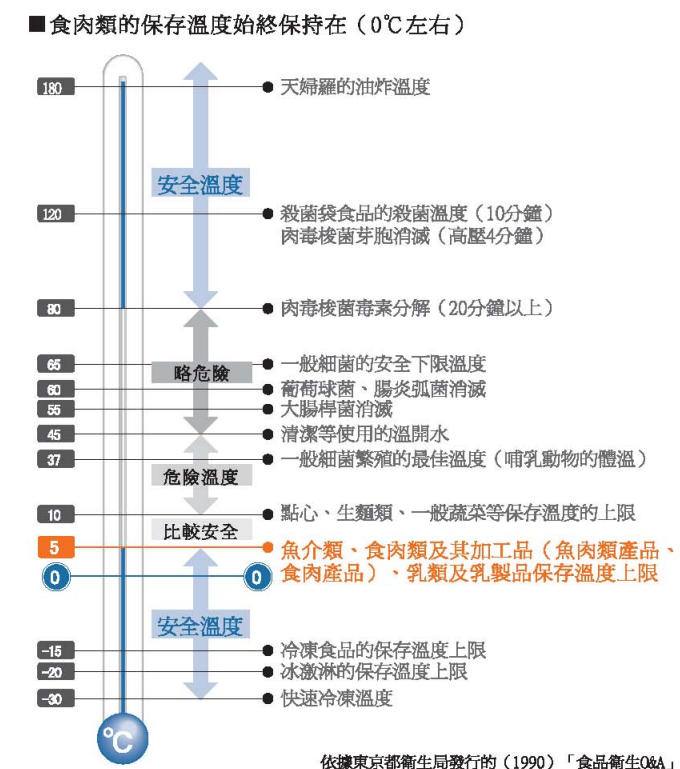 ■食肉類的保存溫度始終保持在（0℃左右）
180 ● 天婦羅的油炸溫度
安全溫度
120 ● 殺菌袋食品的殺菌溫度（10分鐘）
肉毒梭菌芽胞消滅（高壓4分鐘）
80 ● 肉毒梭菌毒素分解（20分鐘以上）
65 ● 一般細菌的安全下限溫度
略危險
60 ● 葡萄球菌、腸炎弧菌消滅
55 ● 大腸桿菌消滅
45 ● 清潔等使用的溫開水
37 ● 一般細菌繁殖的最佳溫度（哺乳動物的體溫）
危險溫度
10 ● 點心、生麵類、一般蔬菜等保存溫度的上限
比較安全
5 ● 魚介類、食肉類及其加工品（魚肉類產品、
食肉產品）、乳類及乳製品保存溫度上限
0 0
安全溫度
-15 ● 冷凍食品的保存溫度上限
-20 ● 冰激淋的保存溫度上限
-30 ● 快速冷凍溫度
℃
依據東京都衛生局發行的（1990）「食品衛生Q&A」